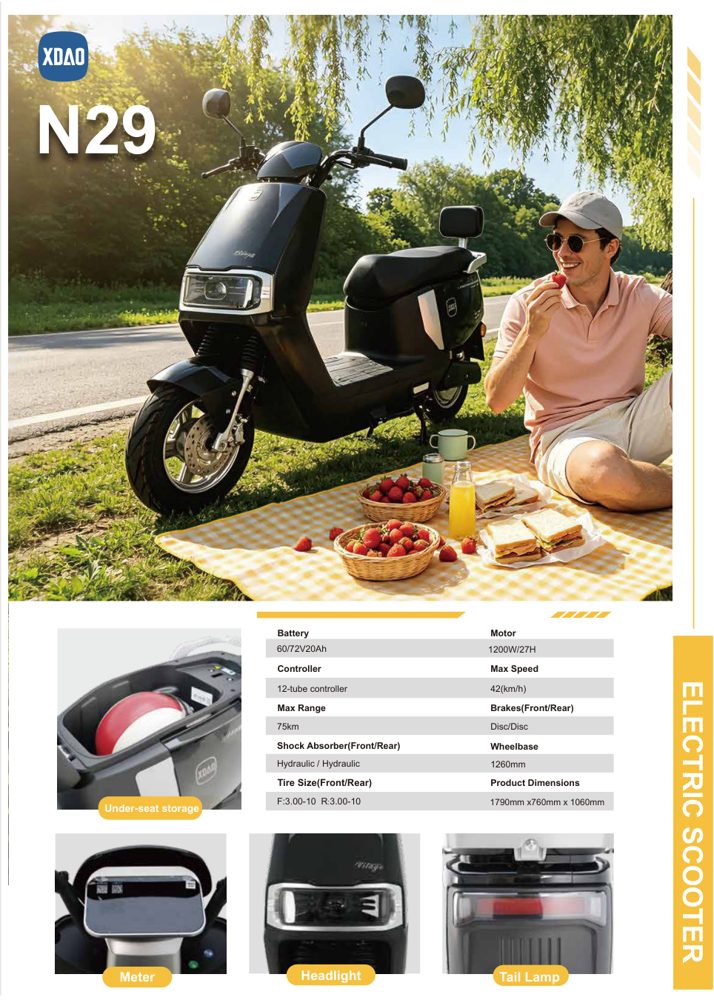 XDAO
N29
Village
Battery
60/72V20Ah
Motor
1200W/27H
Controller
12-tube controller
Max Speed
42(km/h)
Max Range
75km
Brakes(Front/Rear)
Disc/Disc
Shock Absorber(Front/Rear)
Hydraulic / Hydraulic
Wheelbase
1260mm
Tire Size(Front/Rear)
F:3.00-10 R:3.00-10
Product Dimensions
1790mm x760mm x 1060mm
XDAO
Under-seat storage
Village
Meter
Headlight
Tail Lamp
ELECTRIC SCOOTER